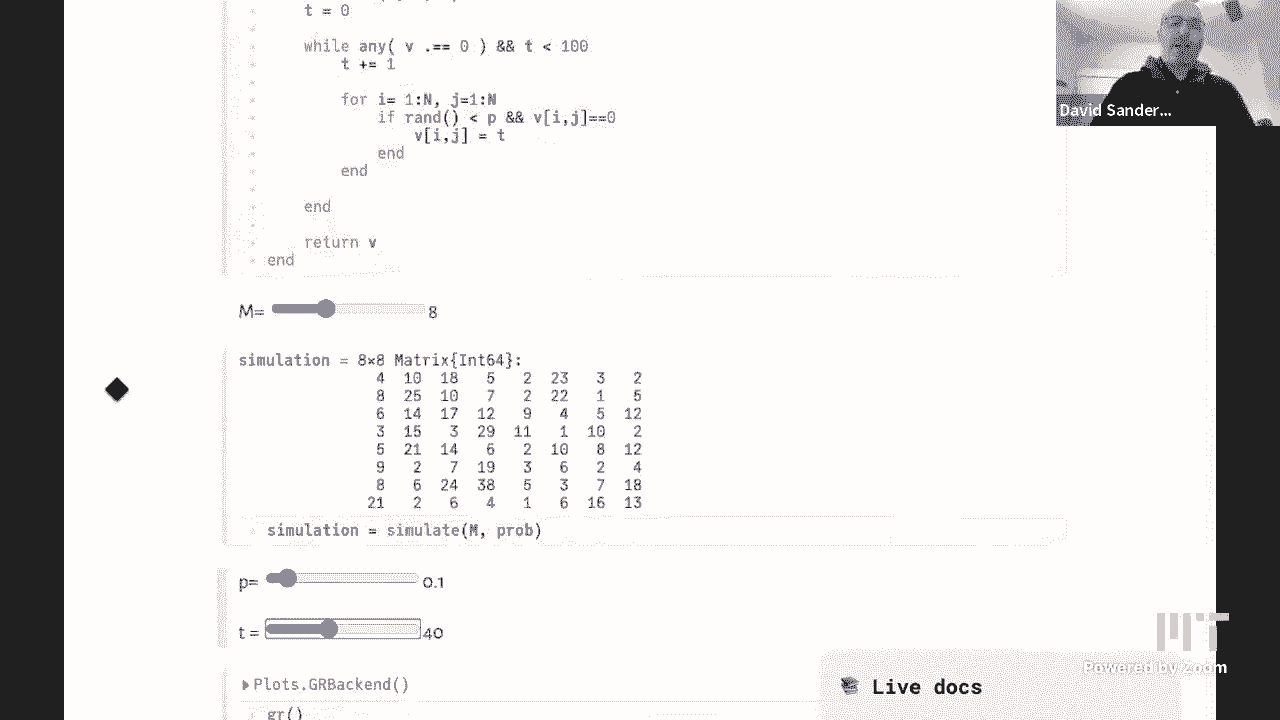 t = 0
while any( v .== 0 ) && t < 100
t += 1
for i= 1:N, j=1:N
if rand() < p && v[i,j]==0
v[i,j] = t
end
end
end
return v
end
M= 8
simulation = 8×8 Matrix{Int64}:
4 10 18 5 2 23 3 2
8 25 10 7 2 22 1 5
6 14 17 12 9 4 5 12
3 15 3 29 11 1 10 2
5 21 14 6 2 10 8 12
9 2 7 19 3 6 2 4
8 6 24 38 5 3 7 18
21 2 6 4 1 6 16 13
simulation = simulate(M, prob)
p= 0.1
t = 40
Plots.GRBackend()
gr()
Live docs
David Sander...
MIT
Powered by Zoom